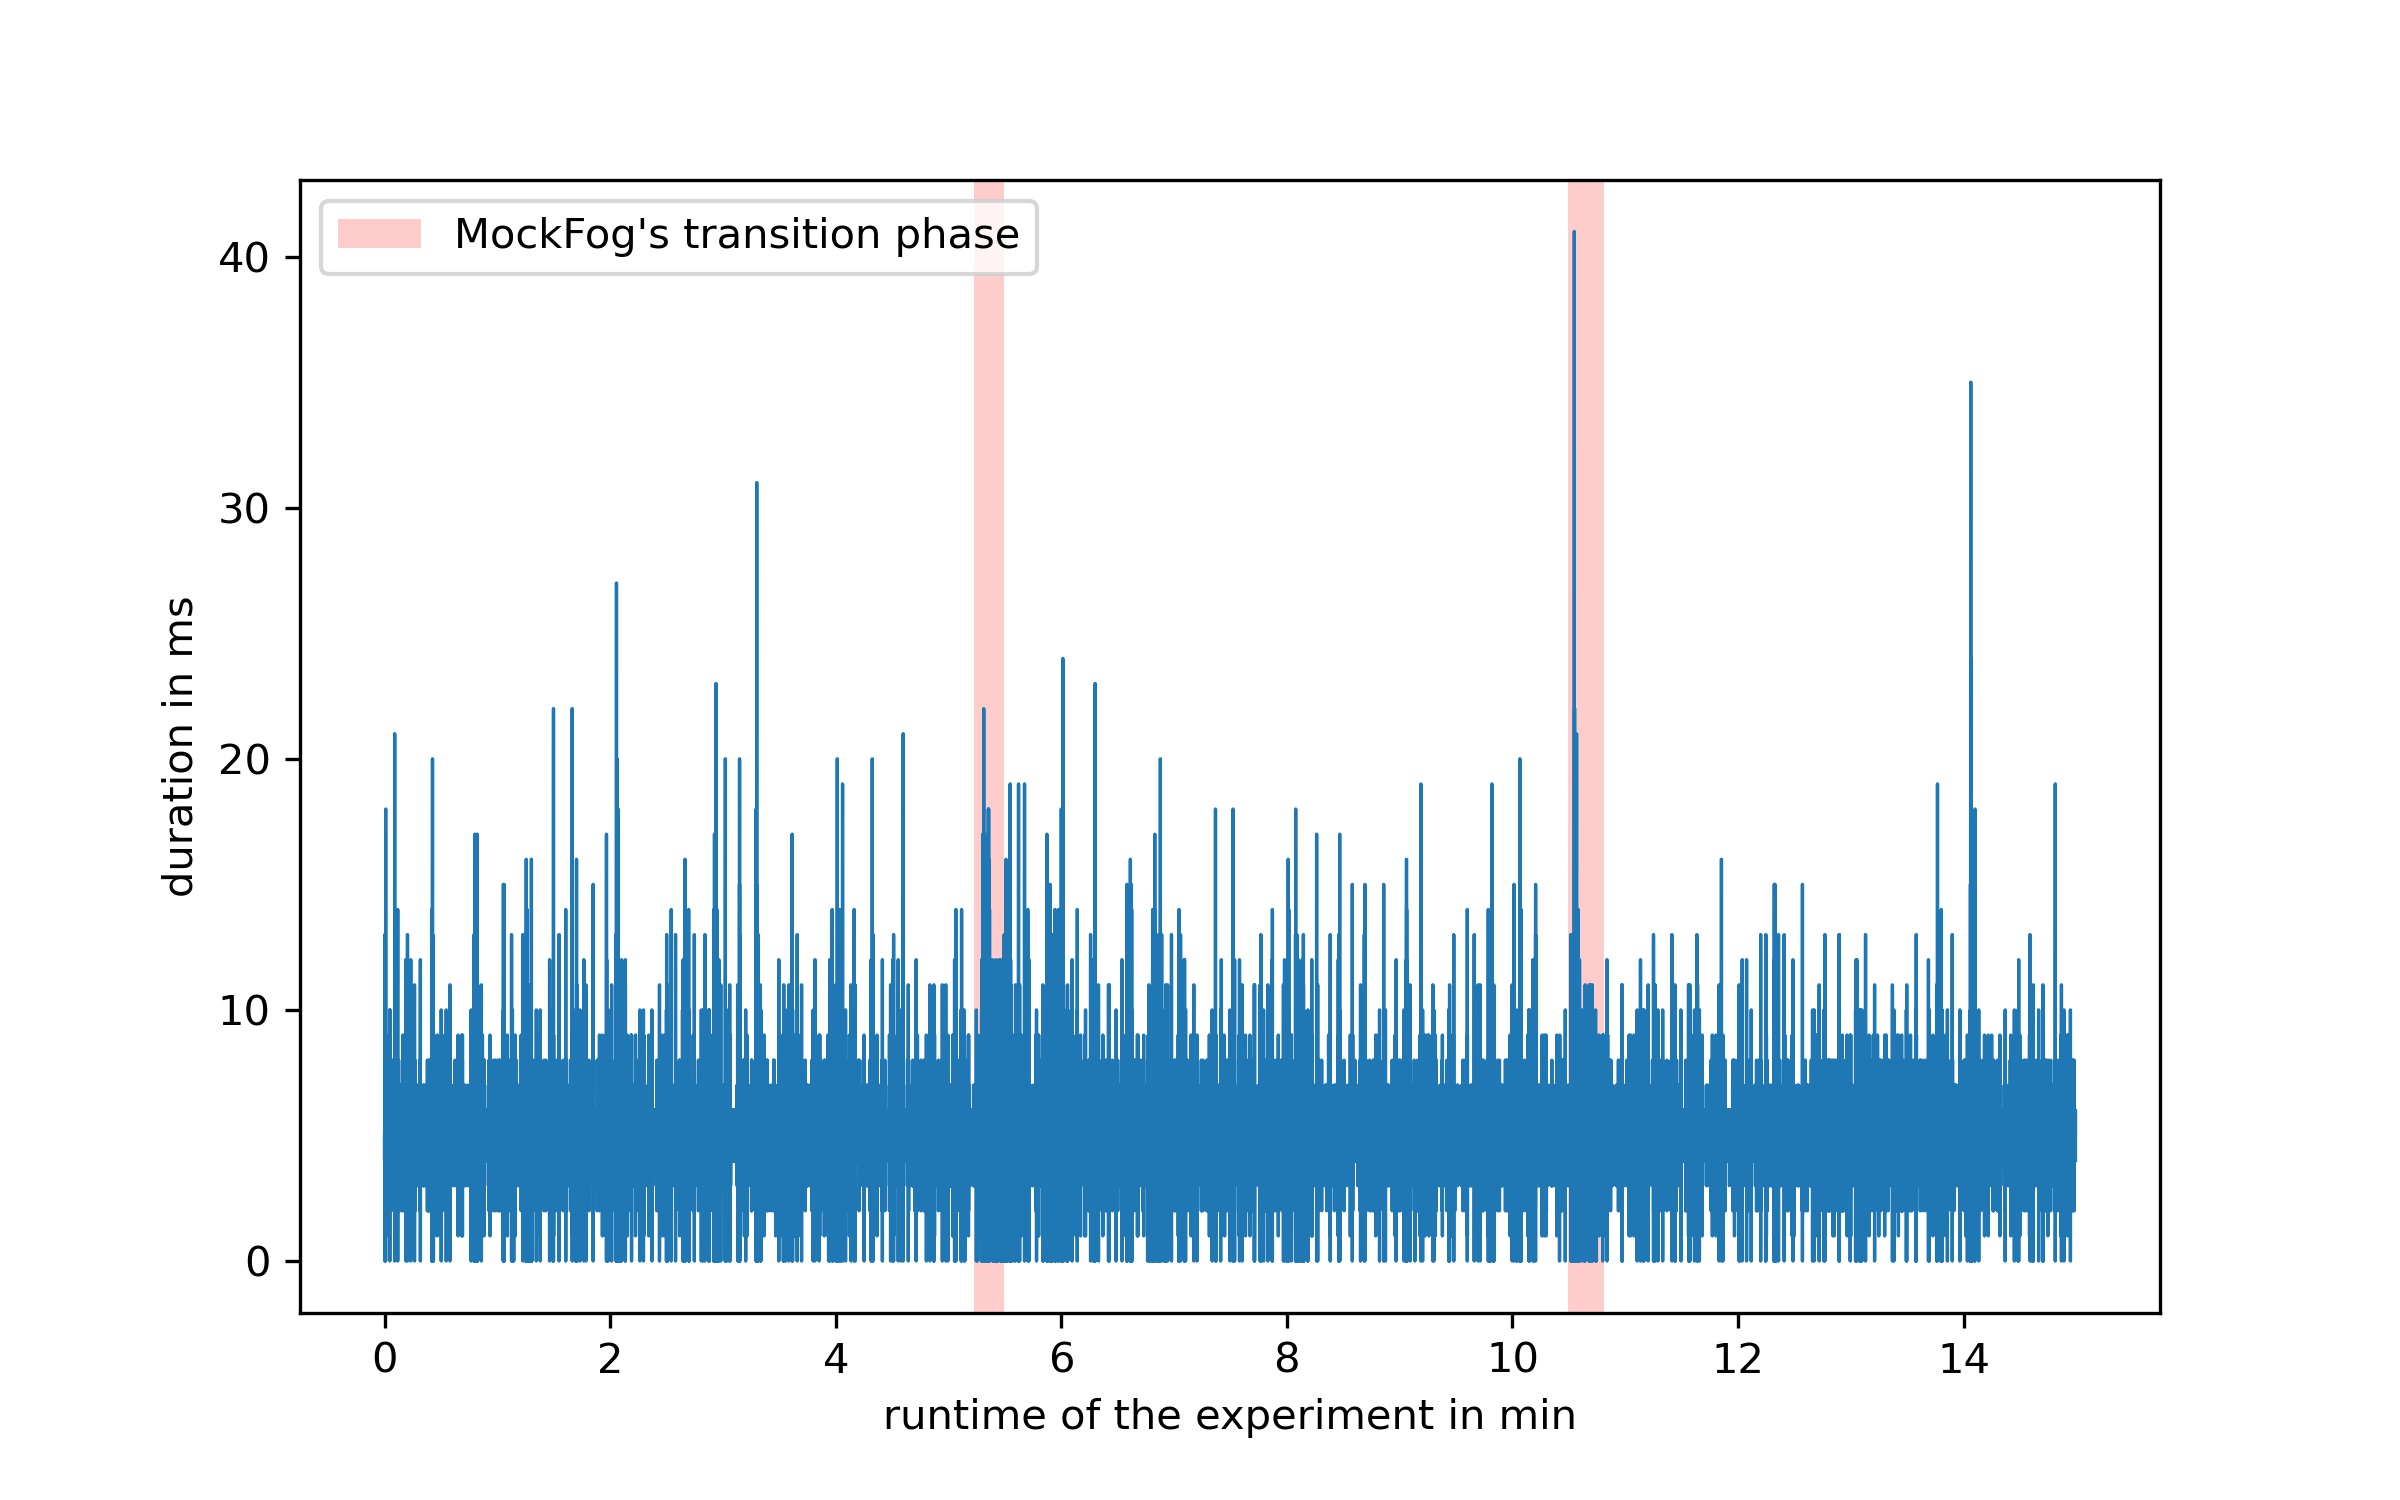 MockFog's transition phase
40
30
20
10
0
duration in ms
0 2 4 6 8 10 12 14
runtime of the experiment in min